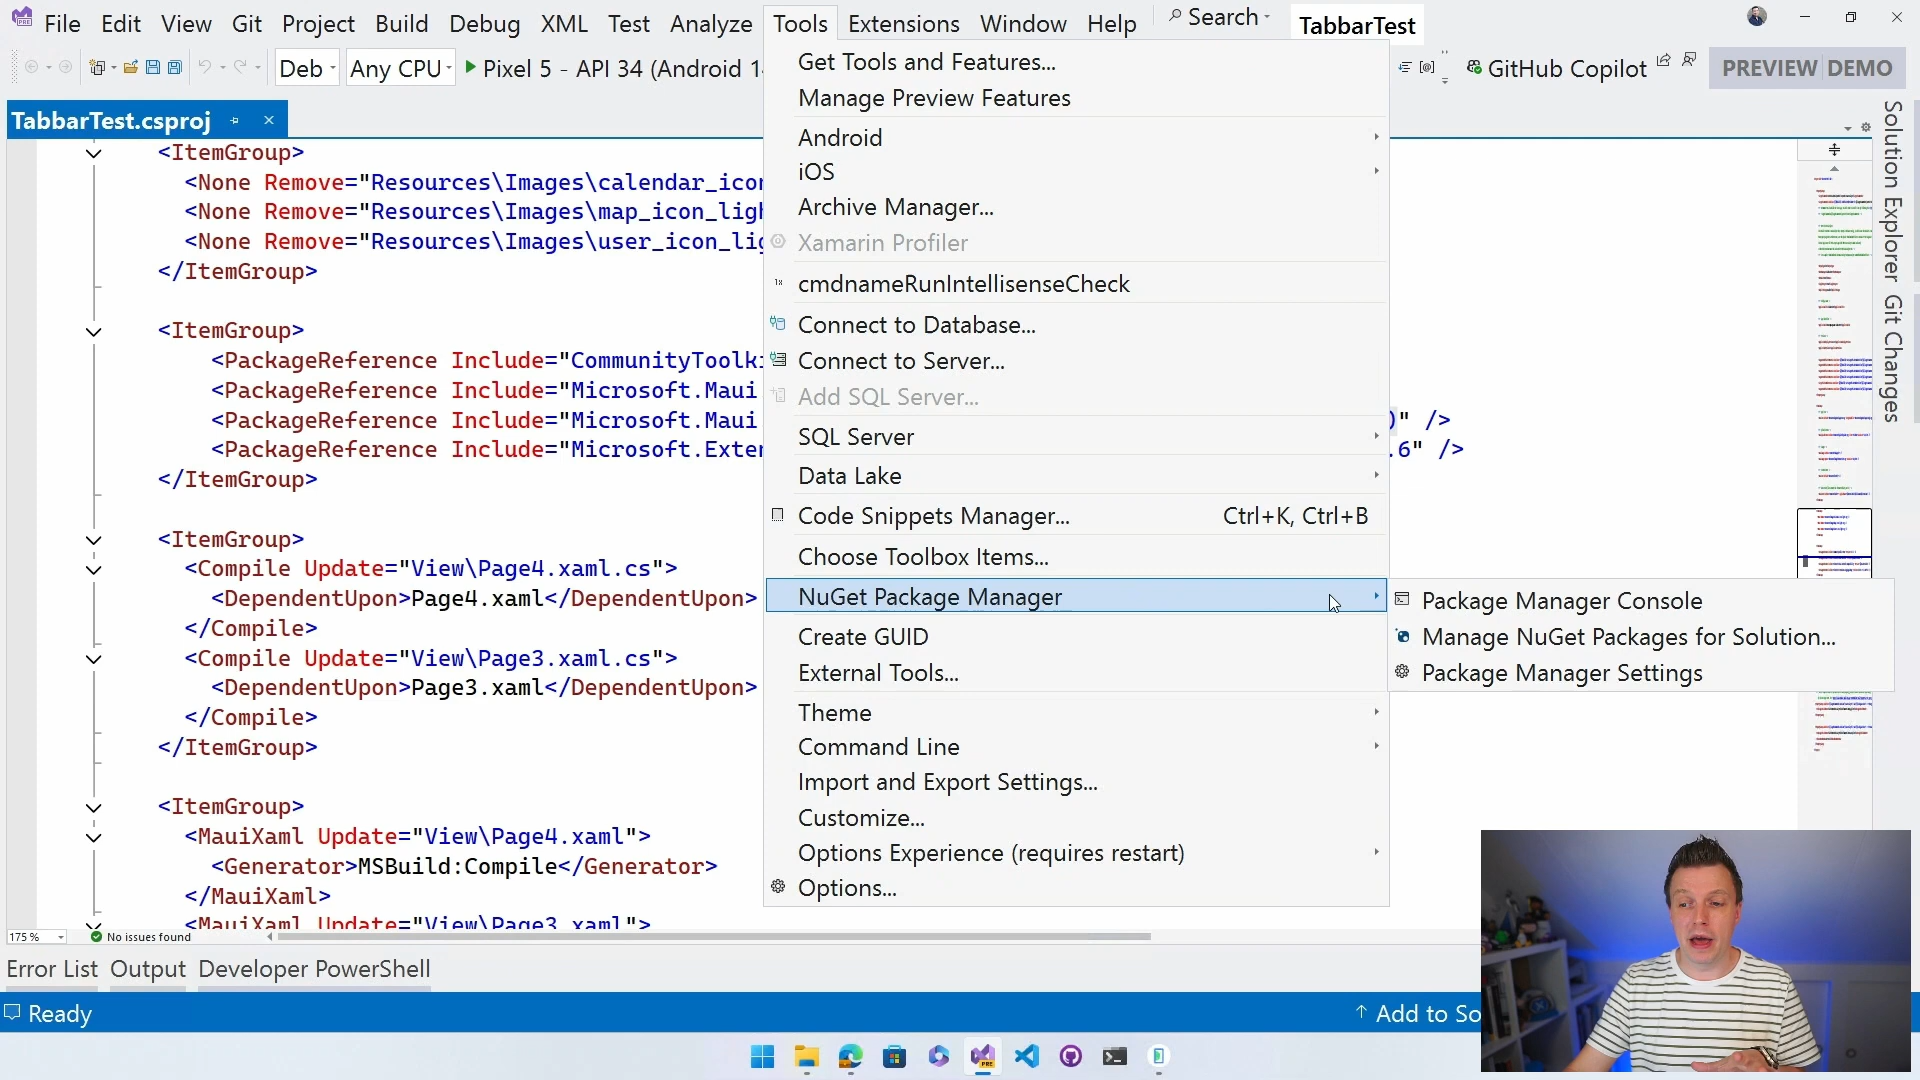 File Edit View Git Project Build Debug XML Test Analyze Tools Extensions Window Help Search TabbarTest
Deb Any CPU Pixel 5 - API 34 (Android 1 GitHub Copilot PREVIEW DEMO
TabbarTest.csproj
<ItemGroup>
<None Remove="Resources\Images\calendar_icon
<None Remove="Resources\Images\map_icon_ligh
<None Remove="Resources\Images\user_icon_lig
</ItemGroup>
<ItemGroup>
<PackageReference Include="CommunityToolki
<PackageReference Include="Microsoft.Maui
<PackageReference Include="Microsoft.Maui )" />
<PackageReference Include="Microsoft.Exten .6" />
</ItemGroup>
<ItemGroup>
<Compile Update="View\Page4.xaml.cs">
<DependentUpon>Page4.xaml</DependentUpon>
</Compile>
<Compile Update="View\Page3.xaml.cs">
<DependentUpon>Page3.xaml</DependentUpon>
</Compile>
</ItemGroup>
<ItemGroup>
<MauiXaml Update="View\Page4.xaml">
<Generator>MSBuild:Compile</Generator>
</MauiXaml>
<MauiXaml Update="View\Page3.xaml">
Get Tools and Features...
Manage Preview Features
Android
iOS
Archive Manager...
Xamarin Profiler
cmdnameRunIntellisenseCheck
Connect to Database...
Connect to Server...
Add SQL Server...
SQL Server
Data Lake
Code Snippets Manager... Ctrl+K, Ctrl+B
Choose Toolbox Items...
NuGet Package Manager
Create GUID
External Tools...
Theme
Command Line
Import and Export Settings...
Customize...
Options Experience (requires restart)
Options...
Package Manager Console
Manage NuGet Packages for Solution...
Package Manager Settings
Solution Explorer
Git Changes
175 % No issues found
Error List Output Developer PowerShell
Ready Add to So